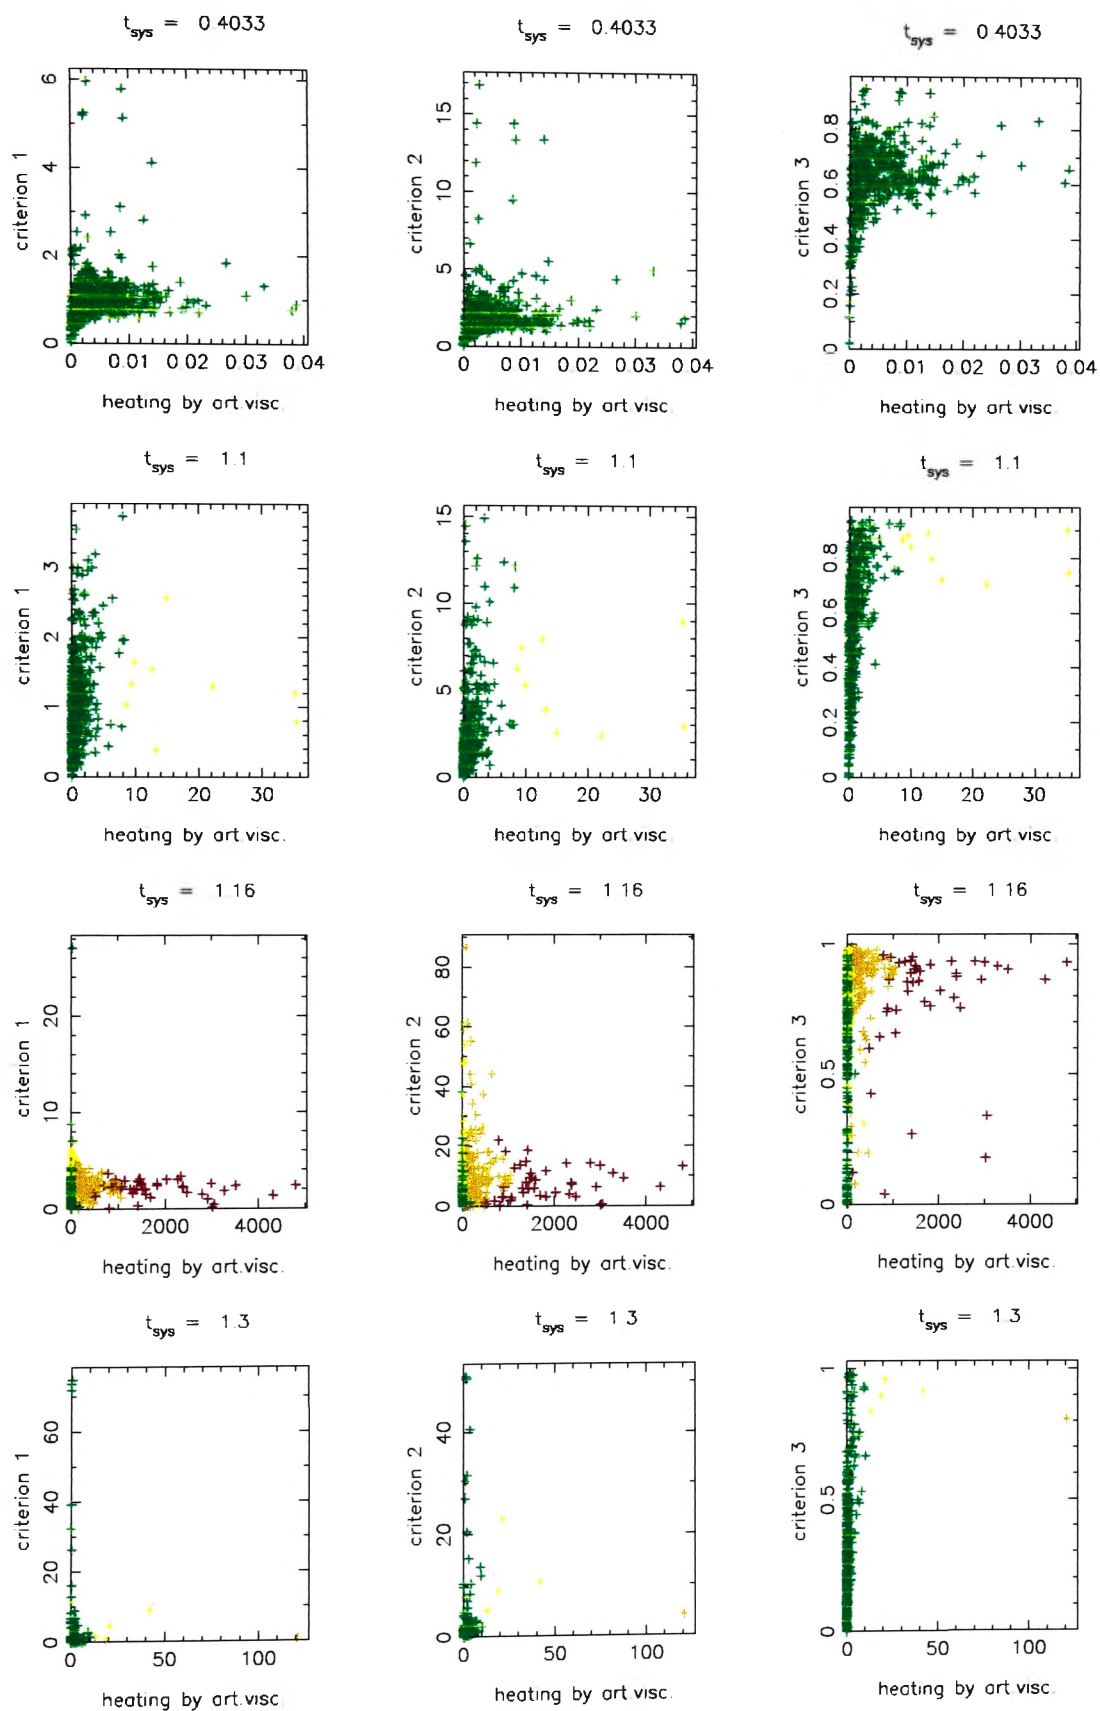 t_sys = 0.4033 t_sys = 0.4033 t_sys = 0.4033
criterion 1
0 2 4 6
0 0.01 0.02 0.03 0.04
heating by art.visc.
criterion 2
0 5 10 15
0 0.01 0.02 0.03 0.04
heating by art.visc.
criterion 3
0 0.2 0.4 0.6 0.8
0 0.01 0.02 0.03 0.04
heating by art.visc.
t_sys = 1.1 t_sys = 1.1 t_sys = 1.1
criterion 1
0 1 2 3
0 10 20 30
heating by art.visc.
criterion 2
0 5 10 15
0 10 20 30
heating by art.visc.
criterion 3
0 0.2 0.4 0.6 0.8
0 10 20 30
heating by art.visc.
t_sys = 1.16 t_sys = 1.16 t_sys = 1.16
criterion 1
0 10 20
0 2000 4000
heating by art.visc.
criterion 2
0 20 40 60 80
0 2000 4000
heating by art.visc.
criterion 3
0 0.5 1
0 2000 4000
heating by art.visc.
t_sys = 1.3 t_sys = 1.3 t_sys = 1.3
criterion 1
0 20 40 60
0 50 100
heating by art.visc.
criterion 2
0 20 40
0 50 100
heating by art.visc.
criterion 3
0 0.5 1
0 50 100
heating by art.visc.